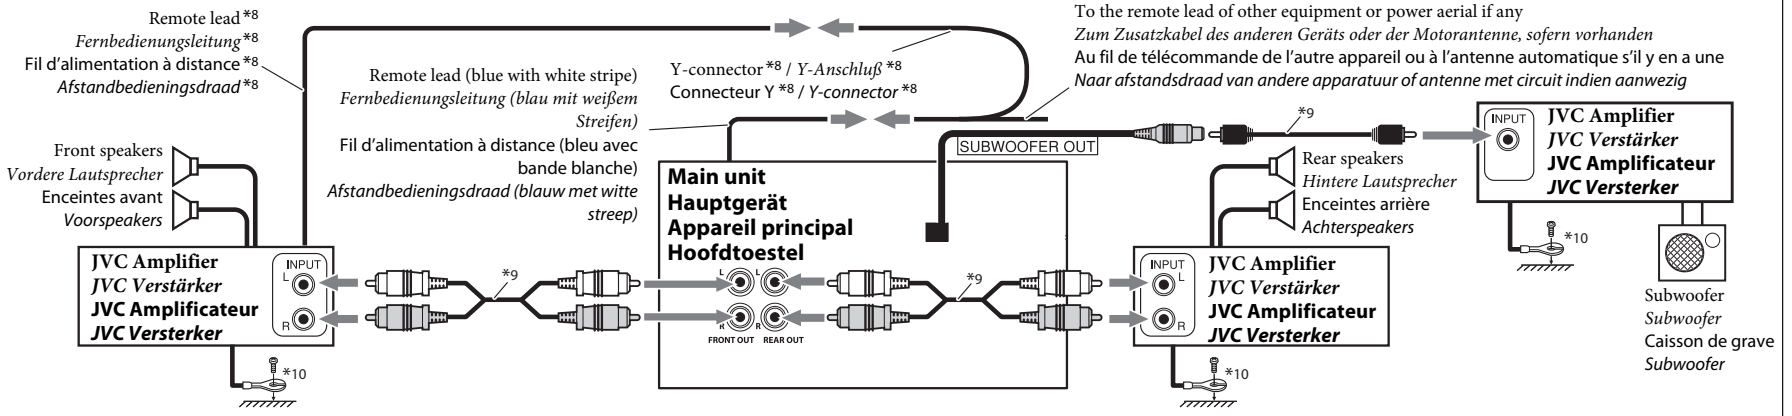 Remote lead *8
Fernbedienungsleitung *8
Fil d'alimentation à distance *8
Afstandbedieningsdraad *8
Remote lead (blue with white stripe)
Fernbedienungsleitung (blau mit weißem
Streifen)
Fil d'alimentation à distance (bleu avec
bande blanche)
Afstandbedieningsdraad (blauw met witte
streep)
Y-connector *8 / Y-Anschluß *8
Connecteur Y *8 / Y-connector *8
To the remote lead of other equipment or power aerial if any
Zum Zusatzkabel des anderen Geräts oder der Motorantenne, sofern vorhanden
Au fil de télécommande de l'autre appareil ou à l'antenne automatique s'il y en a une
Naar afstandsdraad van andere apparatuur of antenne met circuit indien aanwezig
Front speakers
Vordere Lautsprecher
Enceintes avant
Voorspeakers
JVC Amplifier
JVC Verstärker
JVC Amplificateur
JVC Versterker
INPUT
L
R
*10
*9
Main unit
Hauptgerät
Appareil principal
Hoofdtoestel
L
L
R
R
FRONT OUT
REAR OUT
SUBWOOFER OUT
*9
*9
Rear speakers
Hintere Lautsprecher
Enceintes arrière
Achterspeakers
INPUT
L
R
JVC Amplifier
JVC Verstärker
JVC Amplificateur
JVC Versterker
*10
INPUT
JVC Amplifier
JVC Verstärker
JVC Amplificateur
JVC Versterker
*10
Subwoofer
Subwoofer
Caisson de grave
Subwoofer